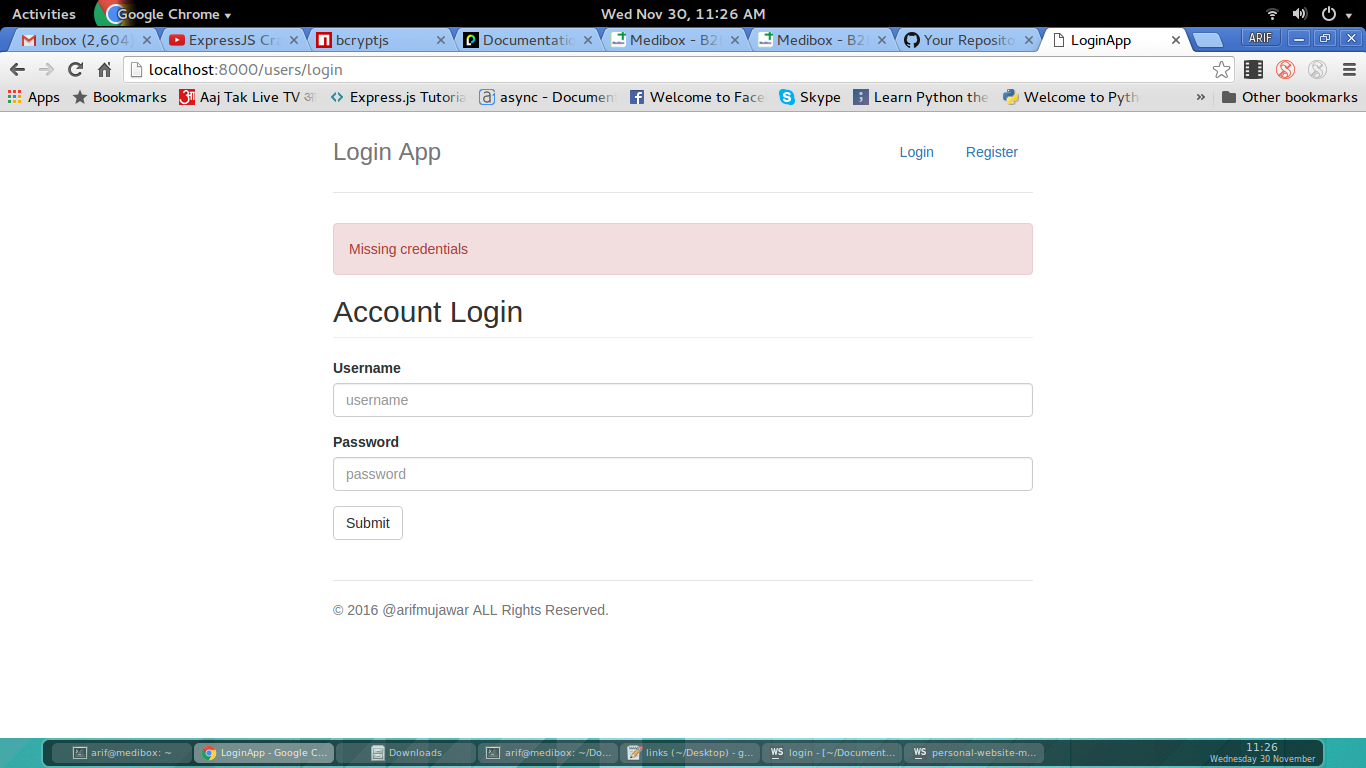 Activities Google Chrome Wed Nov 30, 11:26 AM
Inbox (2,604) ExpressJS Cra bcryptjs Documentatio Medibox - B2 Medibox - B2 Your Reposito LoginApp ARIF
localhost:8000/users/login
Apps Bookmarks Aaj Tak Live TV Express.js Tutoria async - Documen Welcome to Face Skype Learn Python the Welcome to Pyth » Other bookmarks
Login App Login Register
Missing credentials
Account Login
Username
username
Password
password
Submit
© 2016 @arifmujawar ALL Rights Reserved.
arif@medibox: ~ LoginApp - Google C... Downloads arif@medibox: ~/Do... links (~/Desktop) - g... WS login - [~/Document... WS personal-website-m... 11:26
Wednesday 30 November